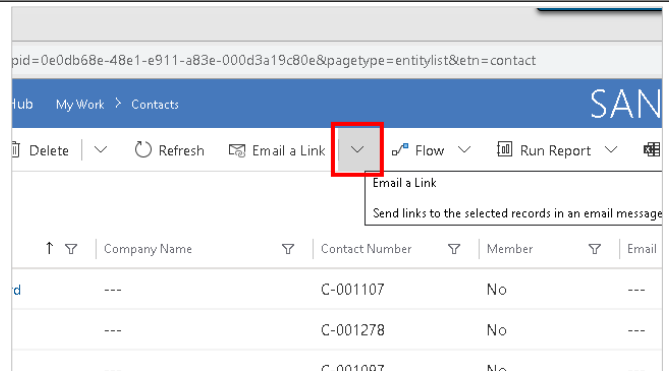 pid=0e0db68e-48e1-e911-a83e-000d3a19c80e&pagetype=entitylist&etn=contact
Hub My Work > Contacts SAN
Delete Refresh Email a Link Flow Run Report
Email a Link
Send links to the selected records in an email message
Company Name Contact Number Member Email
rd --- C-001107 No ---
--- C-001278 No ---
C-001097 No